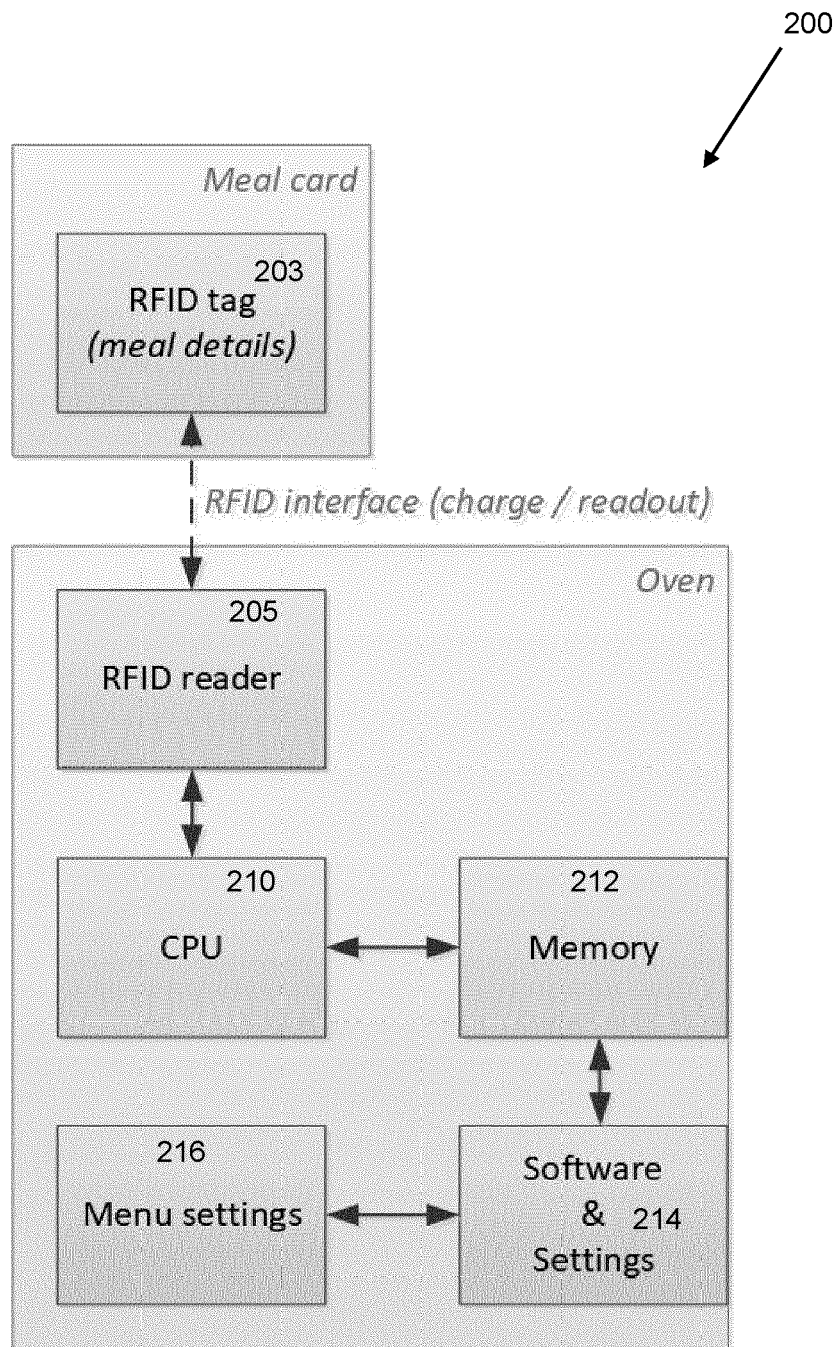 200
Meal card
203
RFID tag
(meal details)
RFID interface (charge / readout)
Oven
205
RFID reader
210
CPU
212
Memory
216
Menu settings
Software
& 214
Settings